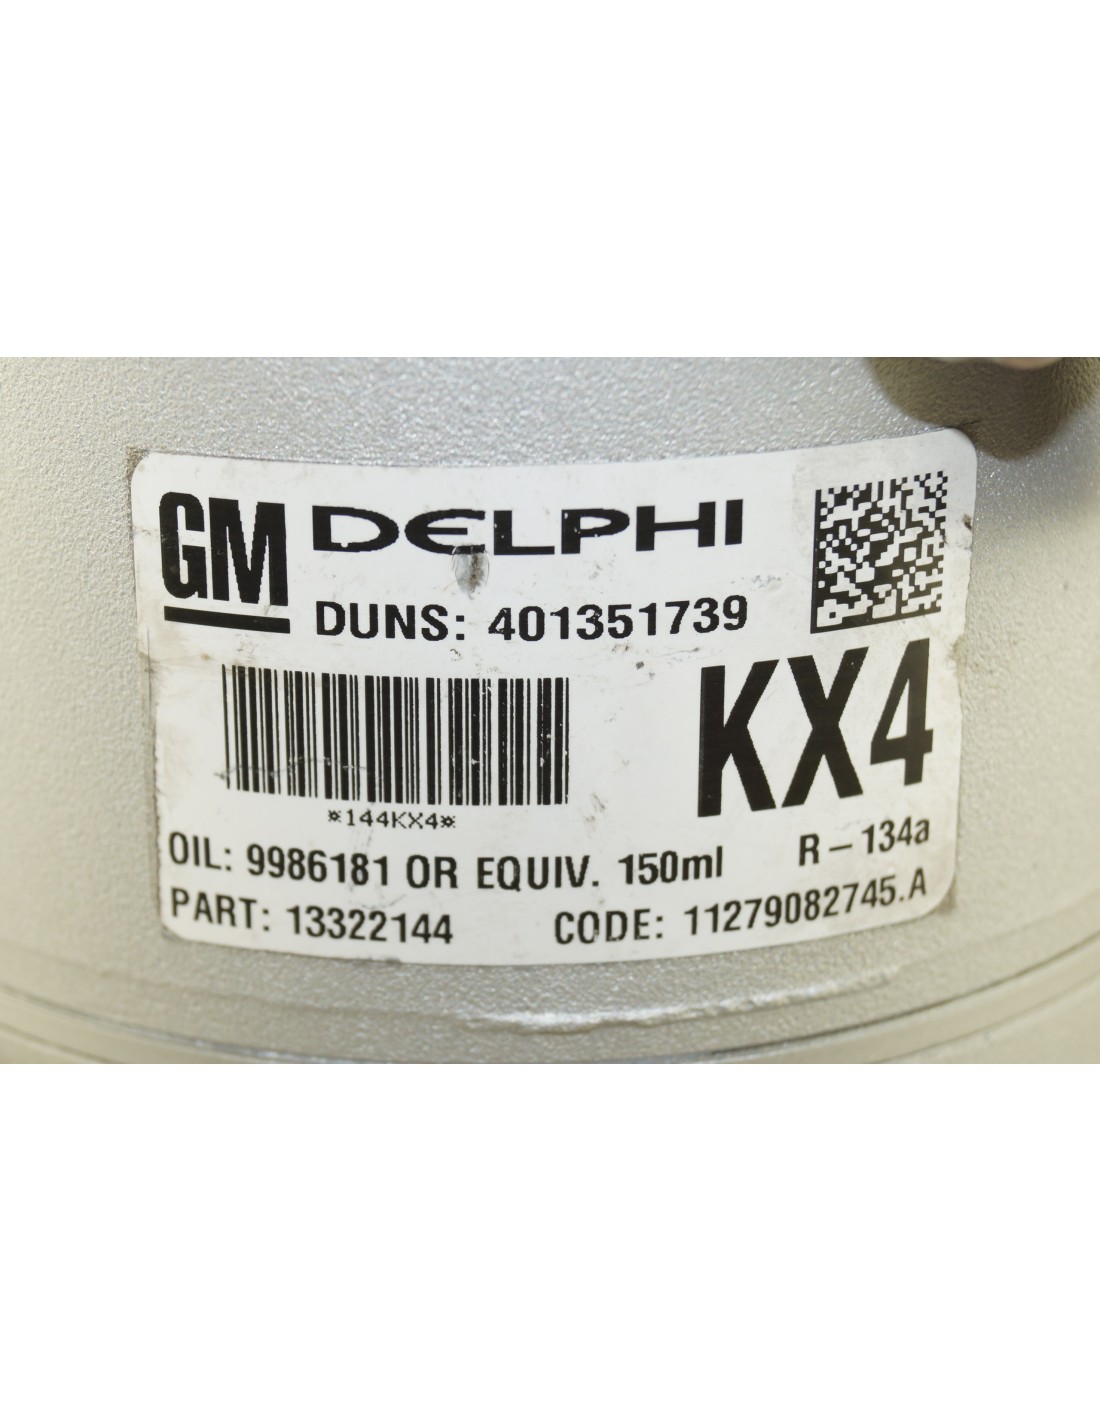 GM DELPHI
DUNS: 401351739
KX4
¤144KX4¤
OIL: 9986181 OR EQUIV. 150ml R-134a
PART: 13322144 CODE: 11279082745.A